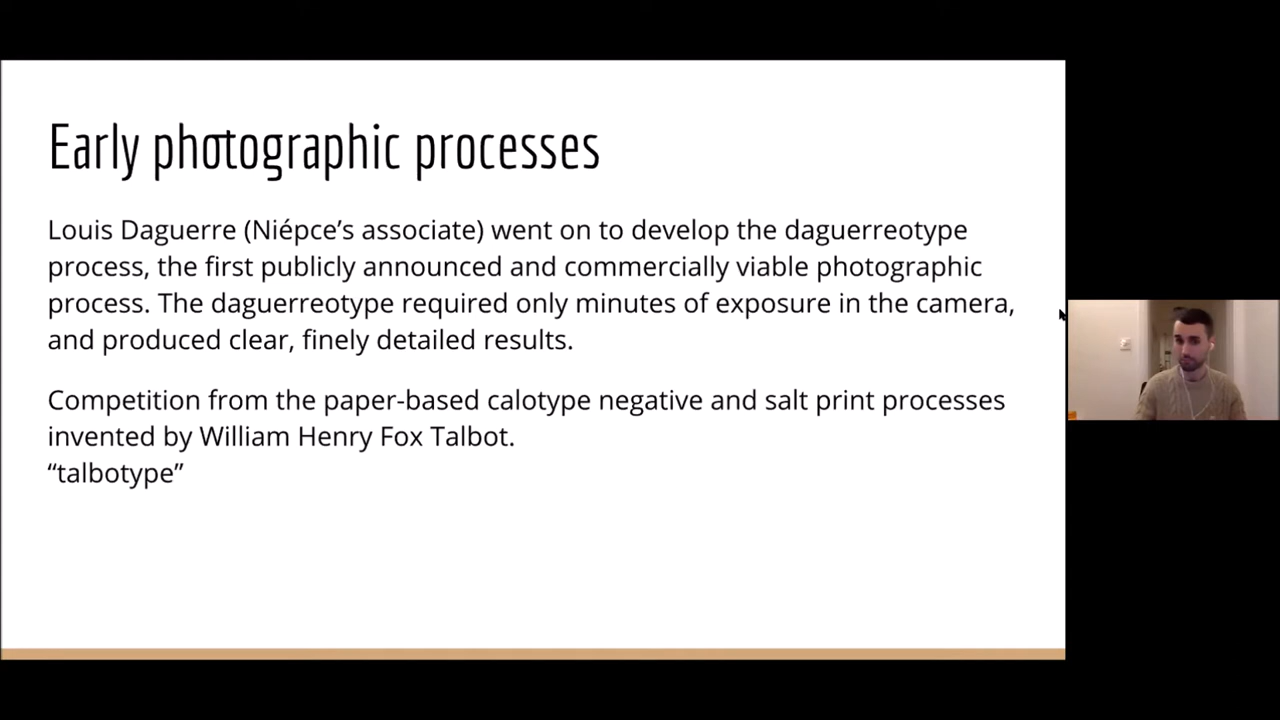 Early photographic processes
Louis Daguerre (Niépce’s associate) went on to develop the daguerreotype
process, the first publicly announced and commercially viable photographic
process. The daguerreotype required only minutes of exposure in the camera,
and produced clear, finely detailed results.
Competition from the paper-based calotype negative and salt print processes
invented by William Henry Fox Talbot.
“talbotype”